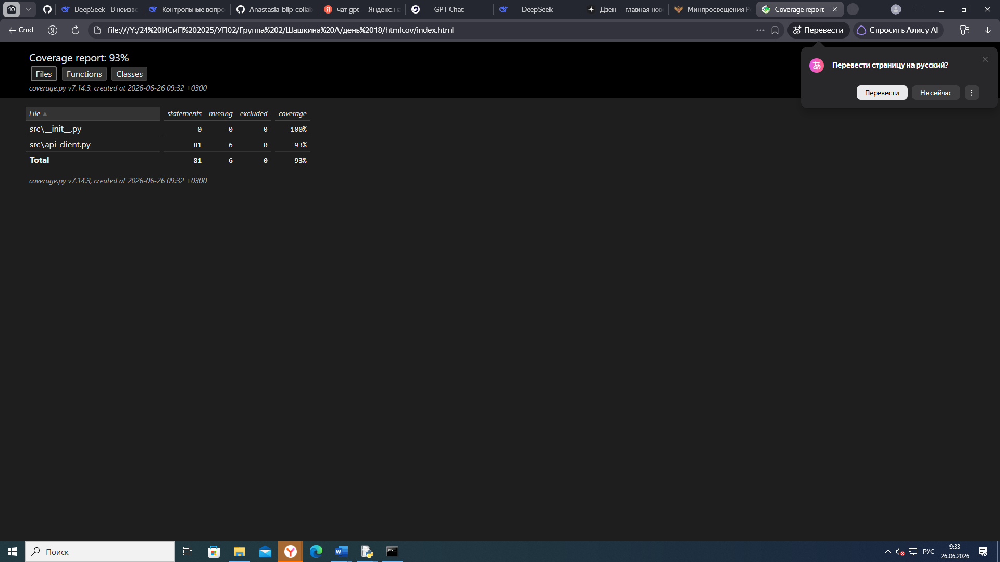 10
DeepSeek - В неизве
Контрольные вопро
Anastasia-blip-collab
чат gpt — Яндекс: на
GPT Chat
DeepSeek
Дзен — главная нов
Минпросвещения Р
Coverage report
Cmd
file:///Y:/24%20ИСиП%202025/УП02/Группа%202/Шашкина%20А/день%2018/htmlcov/index.html
Перевести
Спросить Алису AI
Coverage report: 93%
Files
Functions
Classes
coverage.py v7.14.3, created at 2026-06-26 09:32 +0300
Перевести страницу на русский?
Перевести
Не сейчас
File ▲ statements missing excluded coverage
src\__init__.py 0 0 0 100%
src\api_client.py 81 6 0 93%
Total 81 6 0 93%
coverage.py v7.14.3, created at 2026-06-26 09:32 +0300
Поиск
РУС
9:33
26.06.2026